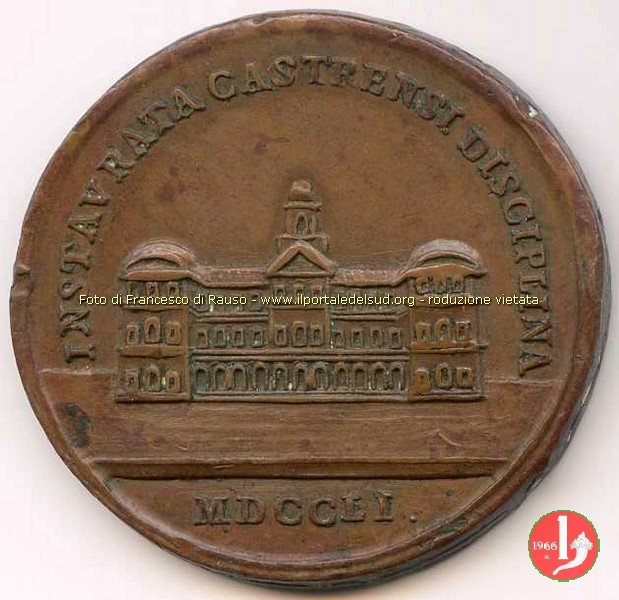 INSTAVRATA CASTRENSI DISCIPLINA
Foto di Francesco di Rauso - www.ilportaledelsud.org - roduzione vietata
MDCCLI.
1966